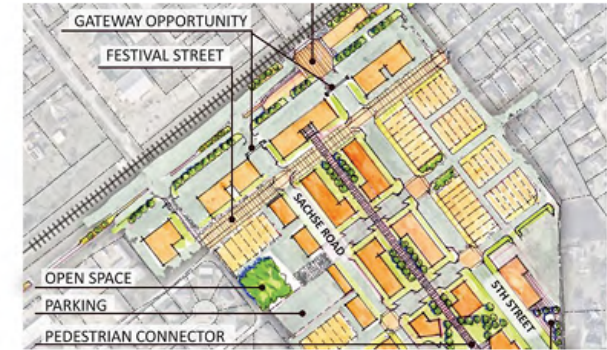 GATEWAY OPPORTUNITY
FESTIVAL STREET
SACHSE ROAD
5TH STREET
OPEN SPACE
PARKING
PEDESTRIAN CONNECTOR